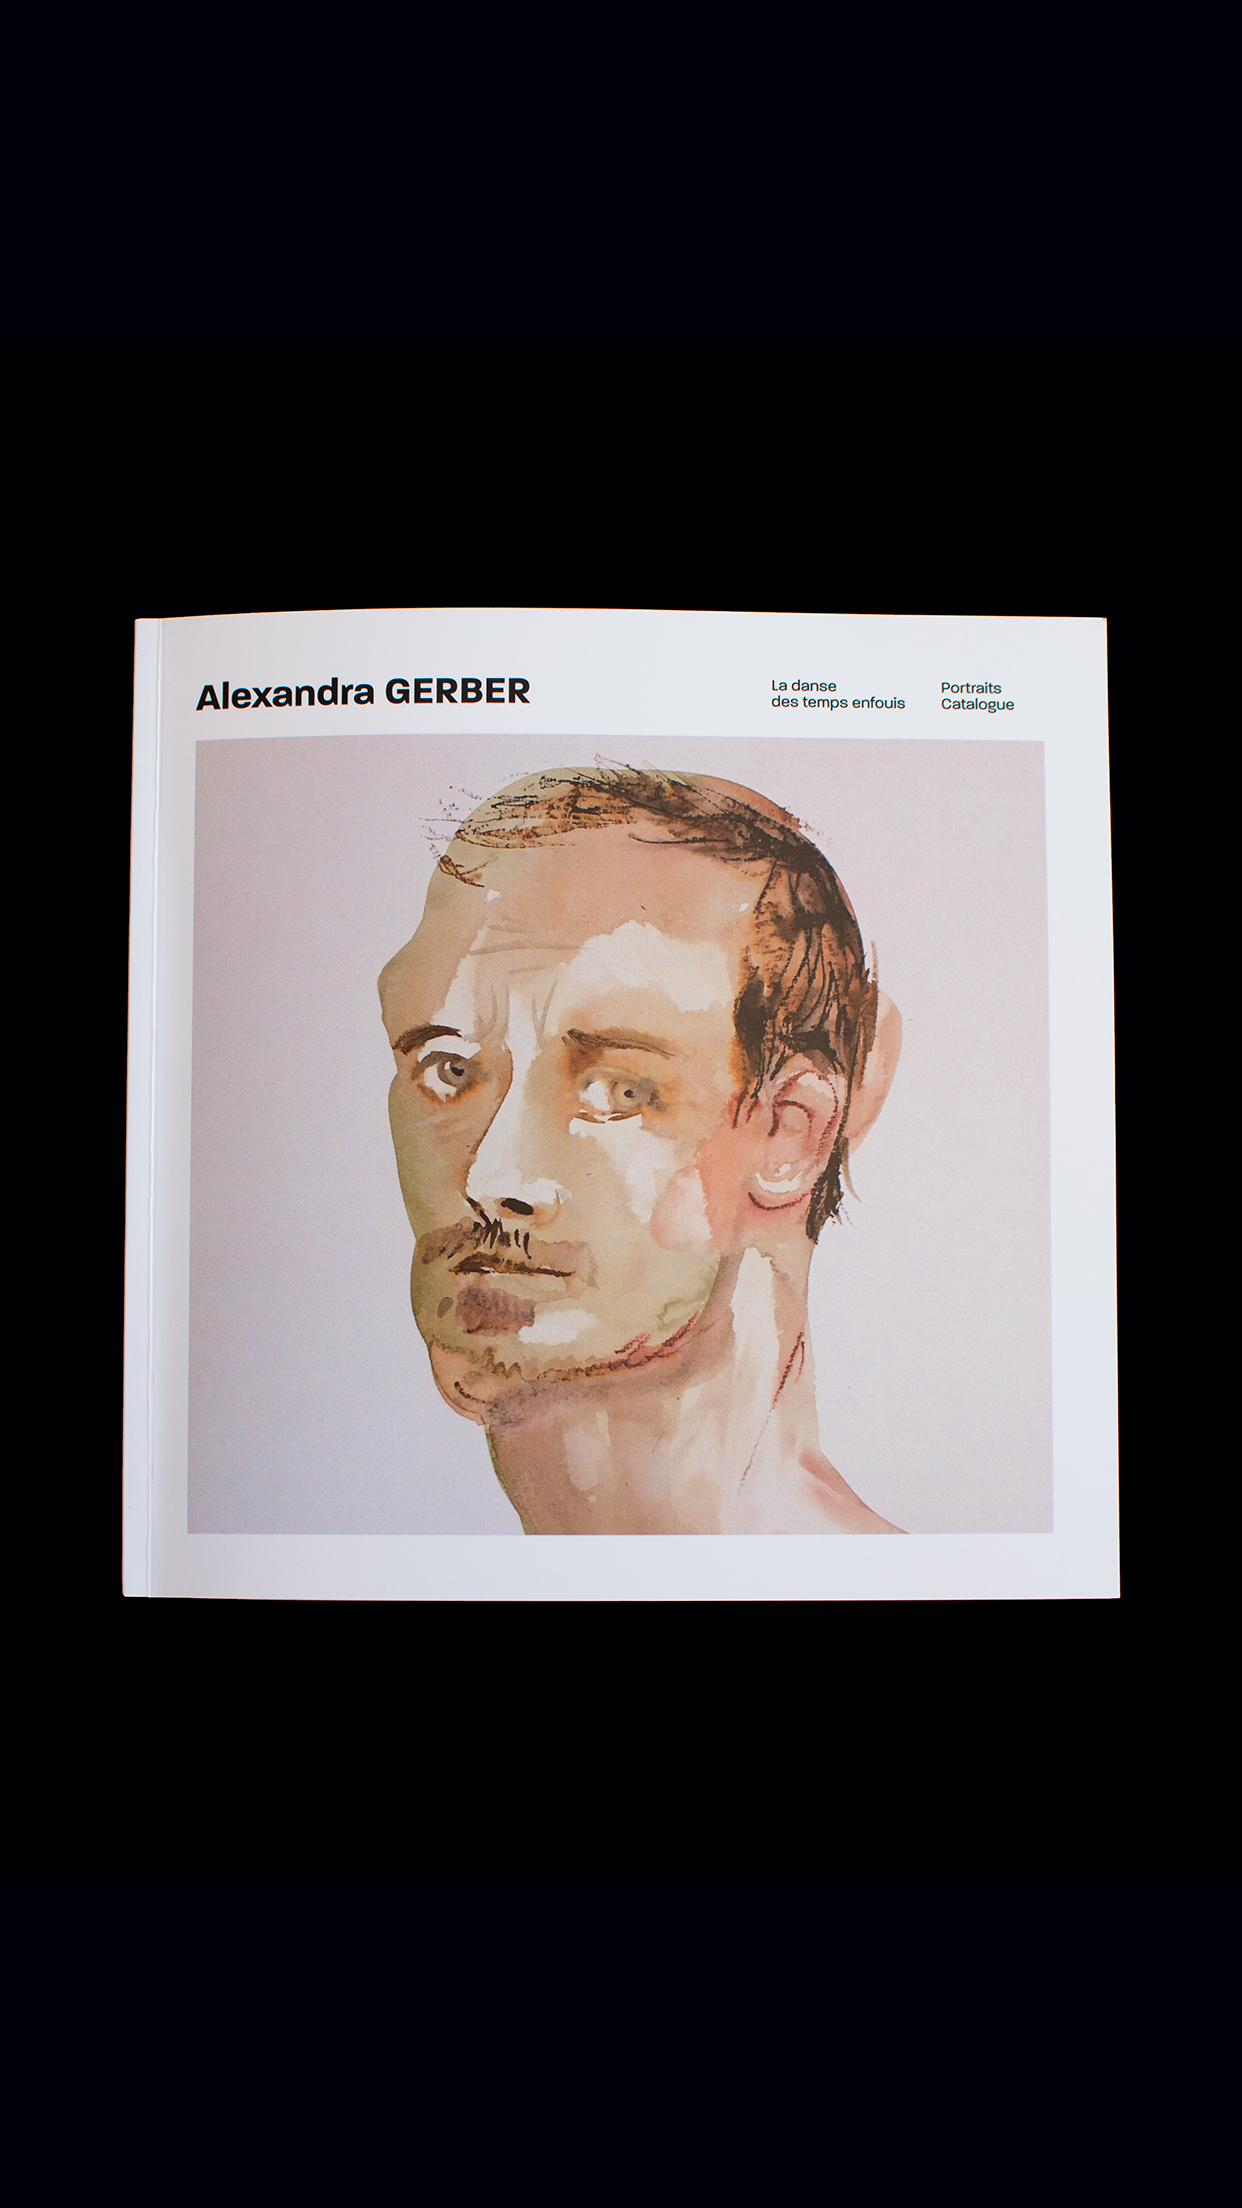 Alexandra GERBER
La danse
des temps enfouis
Portraits
Catalogue